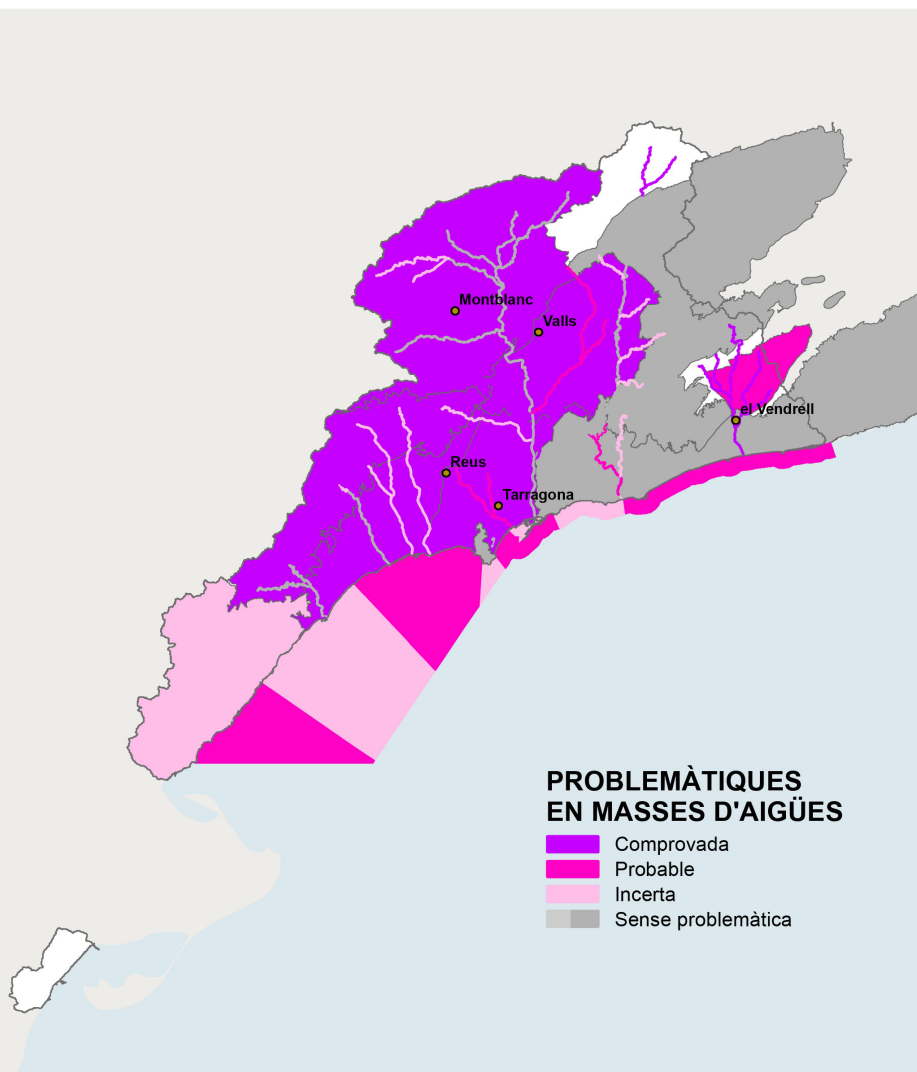 Montblanc
Valls
el Vendrell
Reus
Tarragona
PROBLEMÀTIQUES
EN MASSES D'AIGÜES
Comprovada
Probable
Incerta
Sense problemàtica